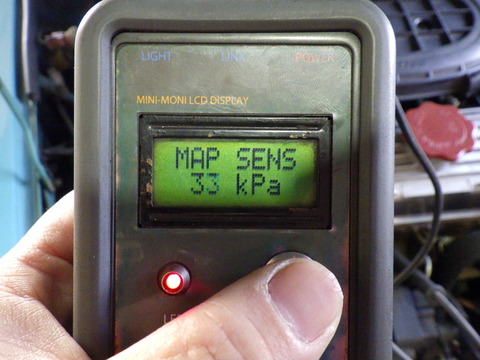 LIGHT LINK POWER
MINI-MONI LCD DISPLAY
MAP SENS
33 kPa